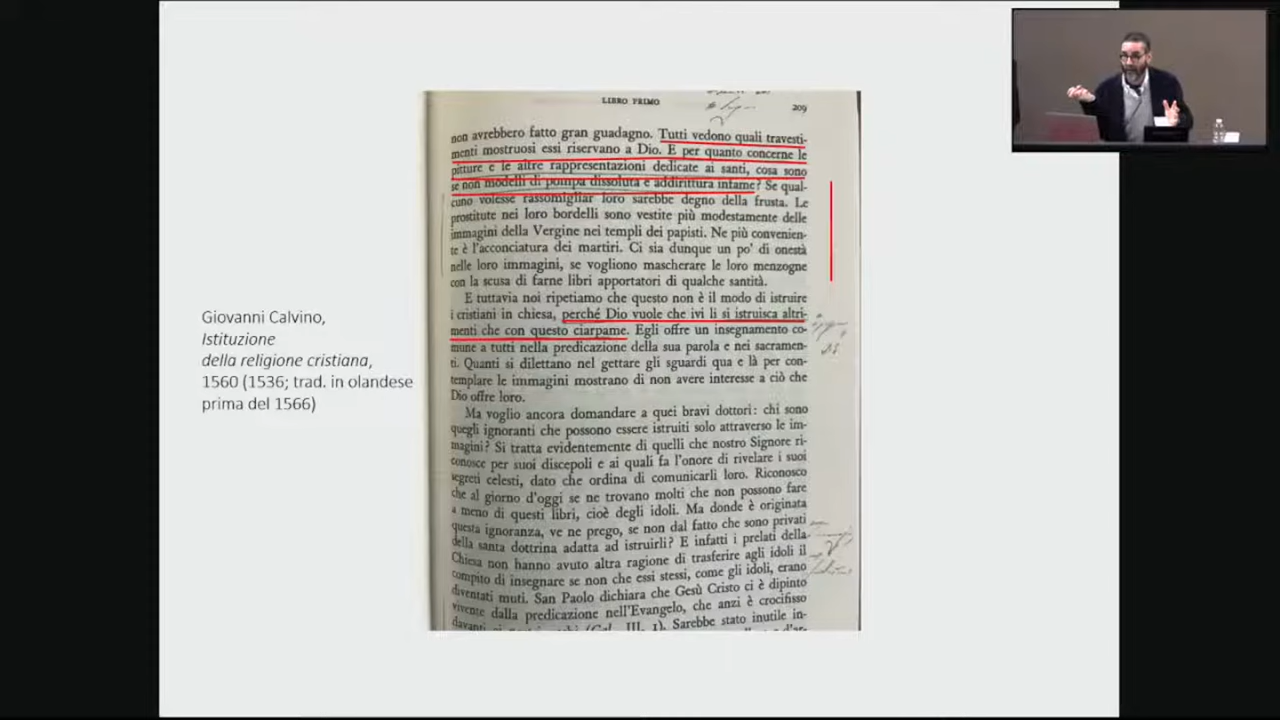 Giovanni Calvino,
Istituzione
della religione cristiana,
1560 (1536; trad. in olandese
prima del 1566)
LIBRO PRIMO
209
non avrebbero fatto gran guadagno. Tutti vedono quali travesti-
menti mostruosi essi riservano a Dio. E per quanto concerne le
pitture e le altre rappresentazioni dedicate ai santi, cosa sono
se non modelli di pompa dissoluta e addirittura infame? Se qual-
cuno volesse rassomigliar loro sarebbe degno della frusta. Le
prostitute nei loro bordelli sono vestite più modestamente delle
immagini della Vergine nei templi dei papisti. Ne più convenien-
te è l'acconciatura dei martiri. Ci sia dunque un po' di onestà
nelle loro immagini, se vogliono mascherare le loro menzogne
con la scusa di farne libri apportatori di qualche santità.
E tuttavia noi ripetiamo che questo non è il modo di istruire
i cristiani in chiesa, perché Dio vuole che ivi li si istruisca altri-
menti che con questo ciarpame. Egli offre un insegnamento co-
mune a tutti nella predicazione della sua parola e nei sacramen-
ti. Quanti si dilettano nel gettare gli sguardi qua e là per con-
templare le immagini mostrano di non avere interesse a ciò che
Dio offre loro.
Ma voglio ancora domandare a quei bravi dottori: chi sono
quegli ignoranti che possono essere istruiti solo attraverso le im-
magini? Si tratta evidentemente di quelli che nostro Signore ri-
conosce per suoi discepoli e ai quali fa l'onore di rivelare i suoi
segreti celesti, dato che ordina di comunicarli loro. Riconosco
che al giorno d'oggi se ne trovano molti che non possono fare
a meno di questi libri, cioè degli idoli. Ma donde è originata
questa ignoranza, ve ne prego, se non dal fatto che sono privati
della santa dottrina adatta ad istruirli? E infatti i prelati della
Chiesa non hanno avuto altra ragione di trasferire agli idoli il
compito di insegnare se non che essi stessi, come gli idoli, erano
diventati muti. San Paolo dichiara che Gesù Cristo ci è dipinto
vivente dalla predicazione nell'Evangelo, che anzi è crocifisso
davanti (Gal. III, 1). Sarebbe stato inutile in-